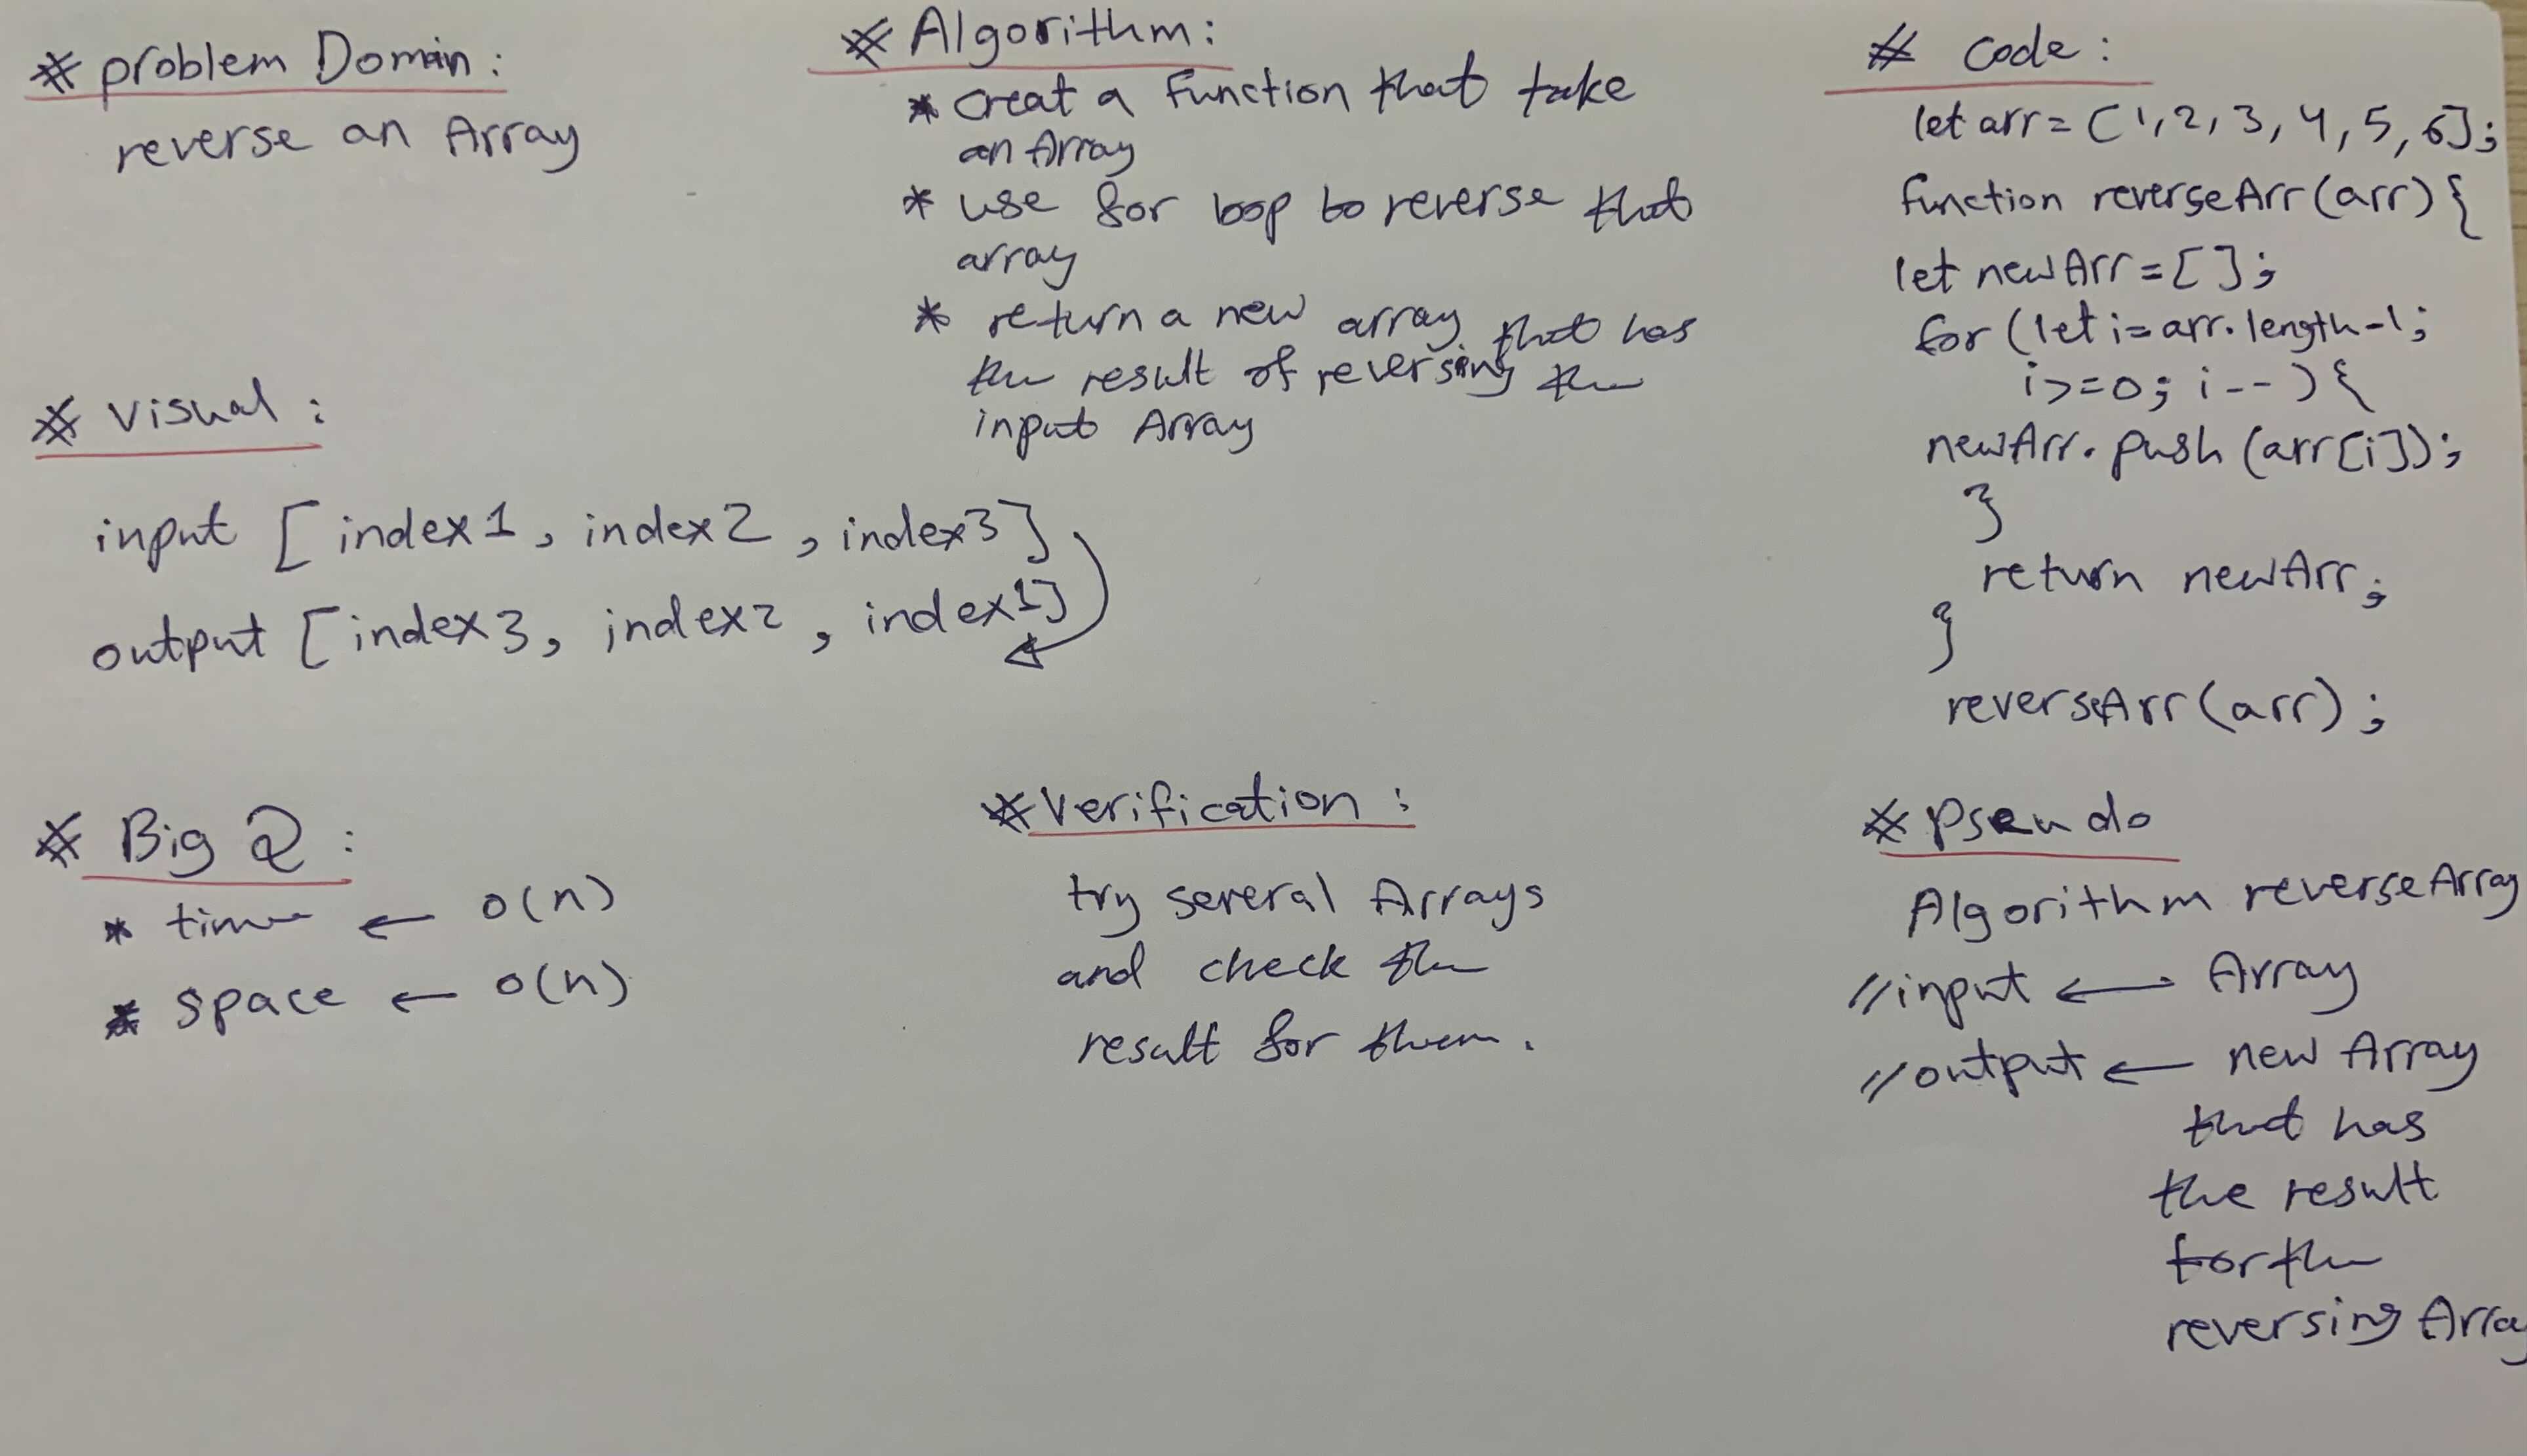 # problem Domain :
reverse an Array
# Visual :
input [ index1 , index2 , index3 ]
output [ index3 , index2 , index1 ]
# Big O :
* time ← o(n)
* space ← o(n)
# Algorithm :
* creat a function that take
an Array
* use for loop to reverse that
array
* return a new array that has
the result of reversing the
input Array
# Verification :
try several Arrays
and check the
result for them .
# code :
let arr = [1, 2, 3, 4, 5, 6];
function reverseArr(arr) {
let newArr = [ ];
for (let i = arr.length-1;
i>=0; i--) {
newArr.push (arr[i]);
}
return newArr;
}
reverseArr(arr);
# Pseudo
Algorithm reverseArray
//input ← Array
//output ← new Array
that has
the result
for the
reversing Array